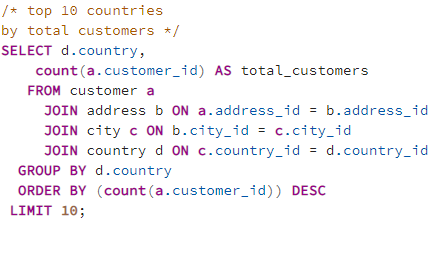 /* top 10 countries
by total customers */
SELECT d.country,
    count(a.customer_id) AS total_customers
   FROM customer a
     JOIN address b ON a.address_id = b.address_id
     JOIN city c ON b.city_id = c.city_id
     JOIN country d ON c.country_id = d.country_id
  GROUP BY d.country
  ORDER BY (count(a.customer_id)) DESC
 LIMIT 10;